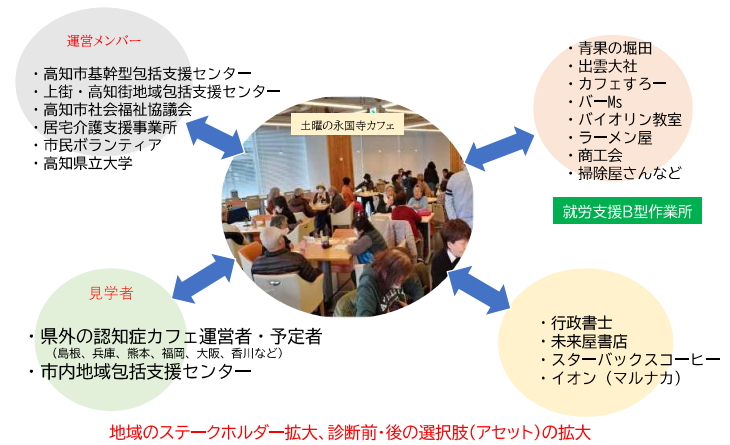 運営メンバー
・高知市基幹型包括支援センター
・上街・高知街地域包括支援センター
・高知市社会福祉協議会
・居宅介護支援事業所
・市民ボランティア
・高知県立大学
土曜の永国寺カフェ
・青果の堀田
・出雲大社
・カフェすろー
・バーMs
・バイオリン教室
・ラーメン屋
・商工会
・掃除屋さんなど
就労支援B型作業所
見学者
・県外の認知症カフェ運営者・予定者
（島根、兵庫、熊本、福岡、大阪、香川など）
・市内地域包括支援センター
・行政書士
・未来屋書店
・スターバックスコーヒー
・イオン（マルナカ）
地域のステークホルダー拡大、診断前・後の選択肢（アセット）の拡大